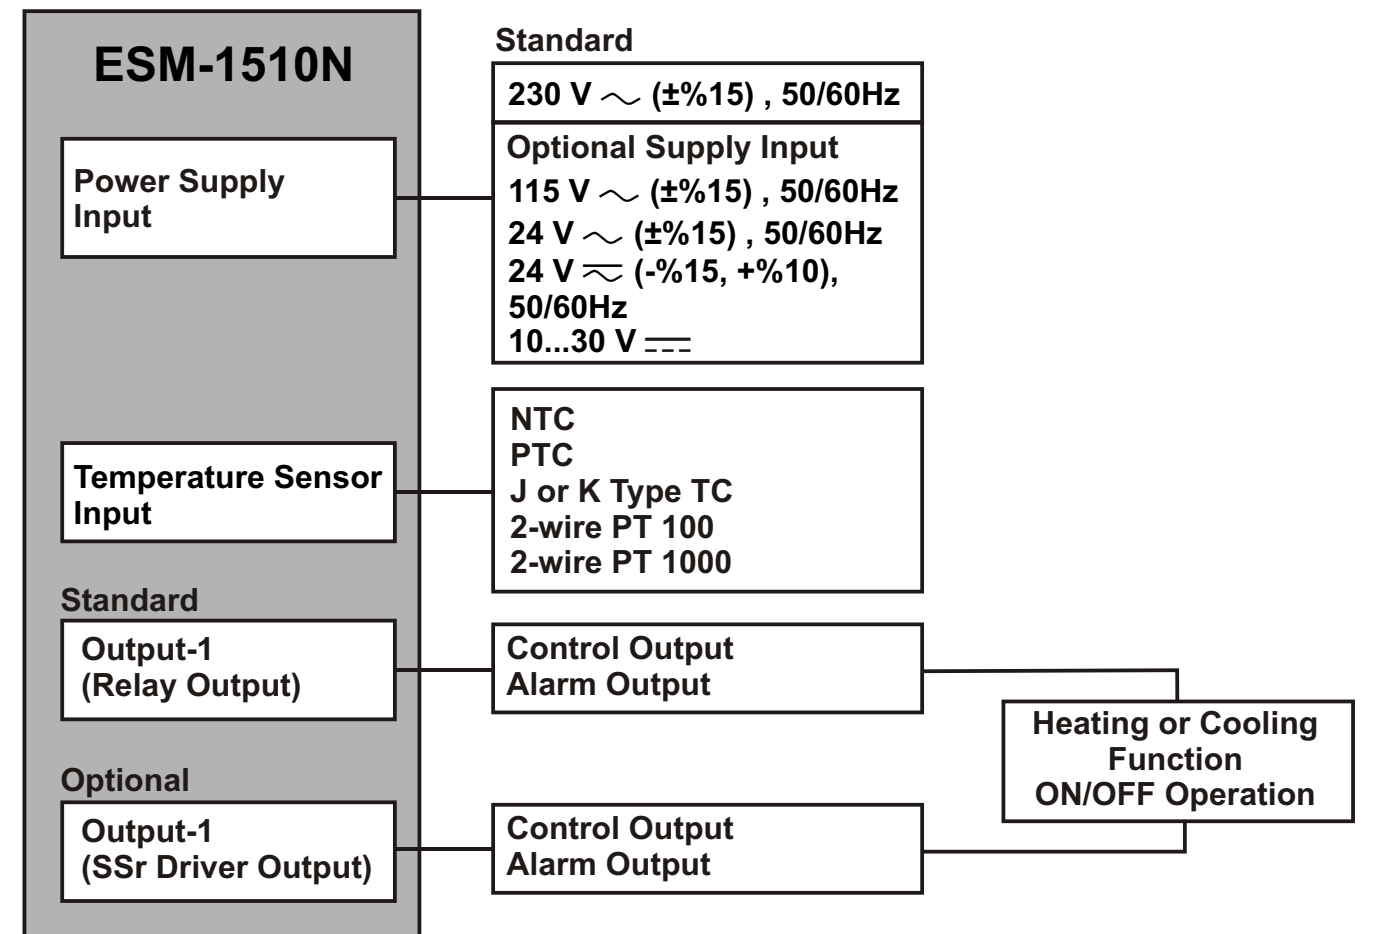 ESM-1510N
Standard
230 V ～ (±%15) , 50/60Hz
Power Supply
Input
Optional Supply Input
115 V ～ (±%15) , 50/60Hz
24 V ～ (±%15) , 50/60Hz
24 V ⏦ (-%15, +%10),
50/60Hz
10...30 V ⎓
Temperature Sensor
Input
NTC
PTC
J or K Type TC
2-wire PT 100
2-wire PT 1000
Standard
Output-1
(Relay Output)
Control Output
Alarm Output
Heating or Cooling
Function
ON/OFF Operation
Optional
Output-1
(SSr Driver Output)
Control Output
Alarm Output